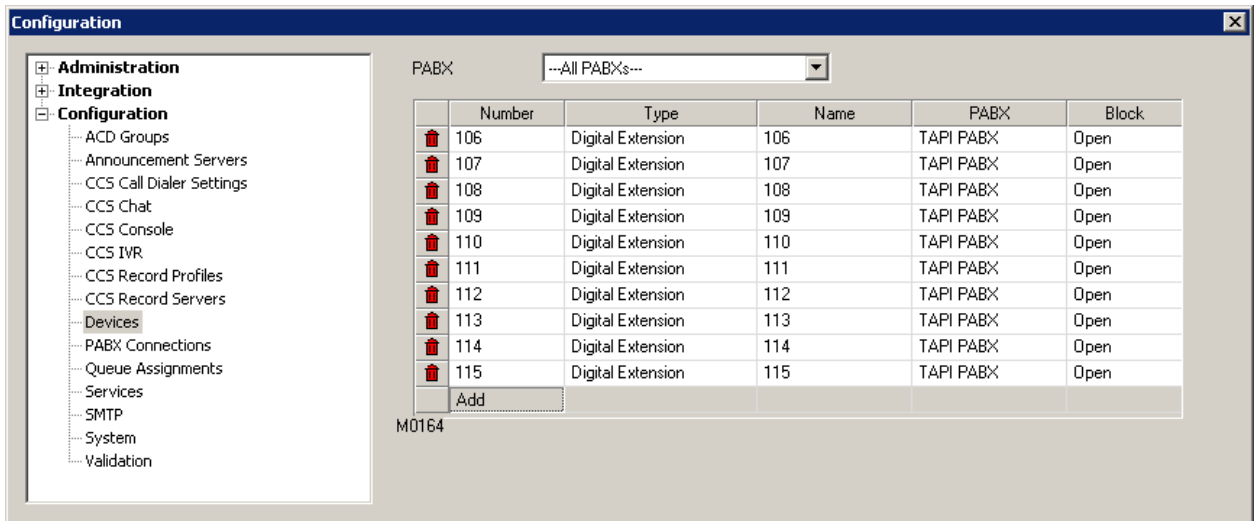 Configuration
Administration
Integration
Configuration
ACD Groups
Announcement Servers
CCS Call Dialer Settings
CCS Chat
CCS Console
CCS IVR
CCS Record Profiles
CCS Record Servers
Devices
PABX Connections
Queue Assignments
Services
SMTP
System
Validation
PABX ---All PABXs---
Number Type Name PABX Block
106 Digital Extension 106 TAPI PABX Open
107 Digital Extension 107 TAPI PABX Open
108 Digital Extension 108 TAPI PABX Open
109 Digital Extension 109 TAPI PABX Open
110 Digital Extension 110 TAPI PABX Open
111 Digital Extension 111 TAPI PABX Open
112 Digital Extension 112 TAPI PABX Open
113 Digital Extension 113 TAPI PABX Open
114 Digital Extension 114 TAPI PABX Open
115 Digital Extension 115 TAPI PABX Open
Add
M0164